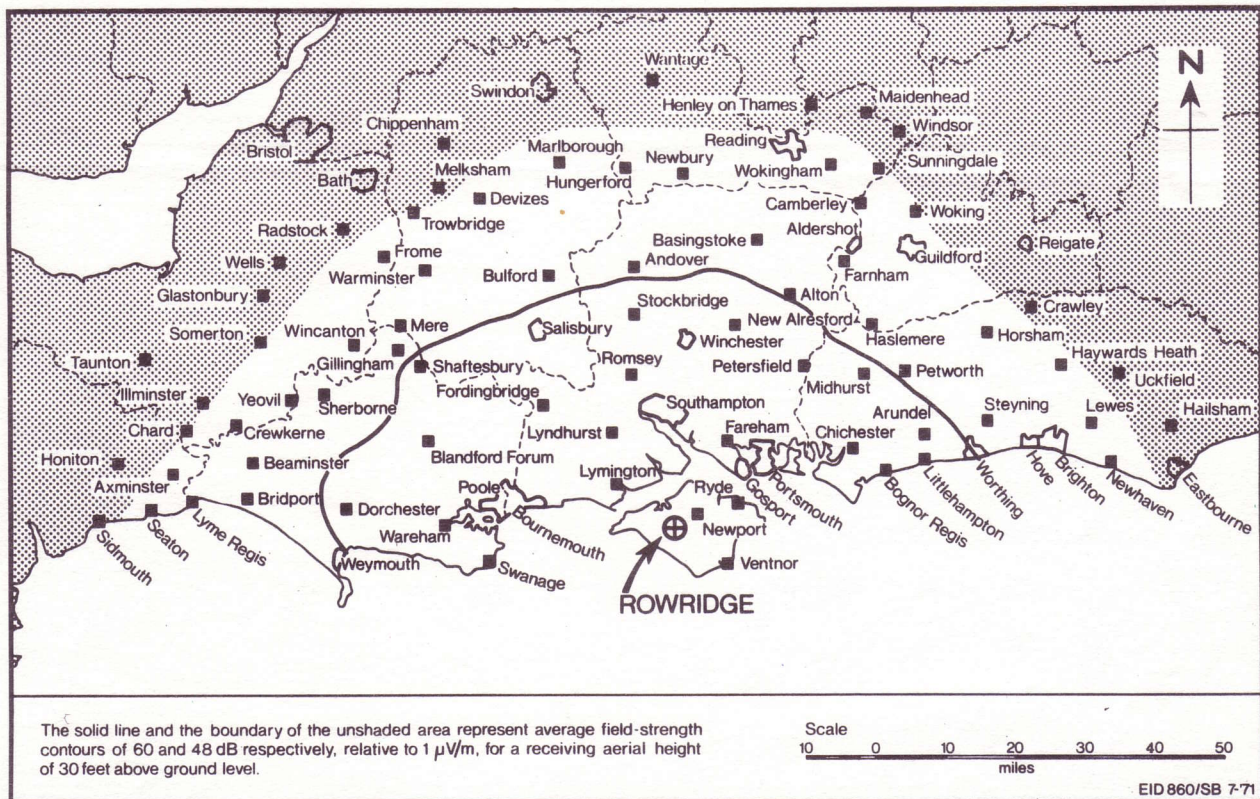 Wantage
N
Swindon
Henley on Thames
Maidenhead
Chippenham
Windsor
Bristol
Marlborough
Reading
Melksham
Newbury
Sunningdale
Bath
Hungerford
Wokingham
Devizes
Camberley
Woking
Trowbridge
Radstock
Aldershot
Basingstoke
Reigate
Frome
Guildford
Wells
Andover
Farnham
Warminster
Bulford
Glastonbury
Alton
Stockbridge
Crawley
Somerton
Wincanton
Mere
Salisbury
New Alresford
Horsham
Haslemere
Winchester
Taunton
Gillingham
Romsey
Petersfield
Haywards Heath
Shaftesbury
Petworth
Midhurst
Uckfield
Illminster
Yeovil
Sherborne
Fordingbridge
Southampton
Steyning
Lewes
Arundel
Hailsham
Chard
Crewkerne
Lyndhurst
Fareham
Chichester
Blandford Forum
Honiton
Beaminster
Lymington
Axminster
Bridport
Poole
Ryde
Gosport
Portsmouth
Bognor Regis
Littlehampton
Worthing
Hove
Brighton
Newhaven
Eastbourne
Dorchester
Newport
Wareham
Bournemouth
Sidmouth
Seaton
Lyme Regis
Weymouth
Swanage
Ventnor
ROWRIDGE
The solid line and the boundary of the unshaded area represent average field-strength
contours of 60 and 48 dB respectively, relative to 1 µV/m, for a receiving aerial height
of 30 feet above ground level.
Scale
10 0 10 20 30 40 50
miles
EID 860/SB 7-71